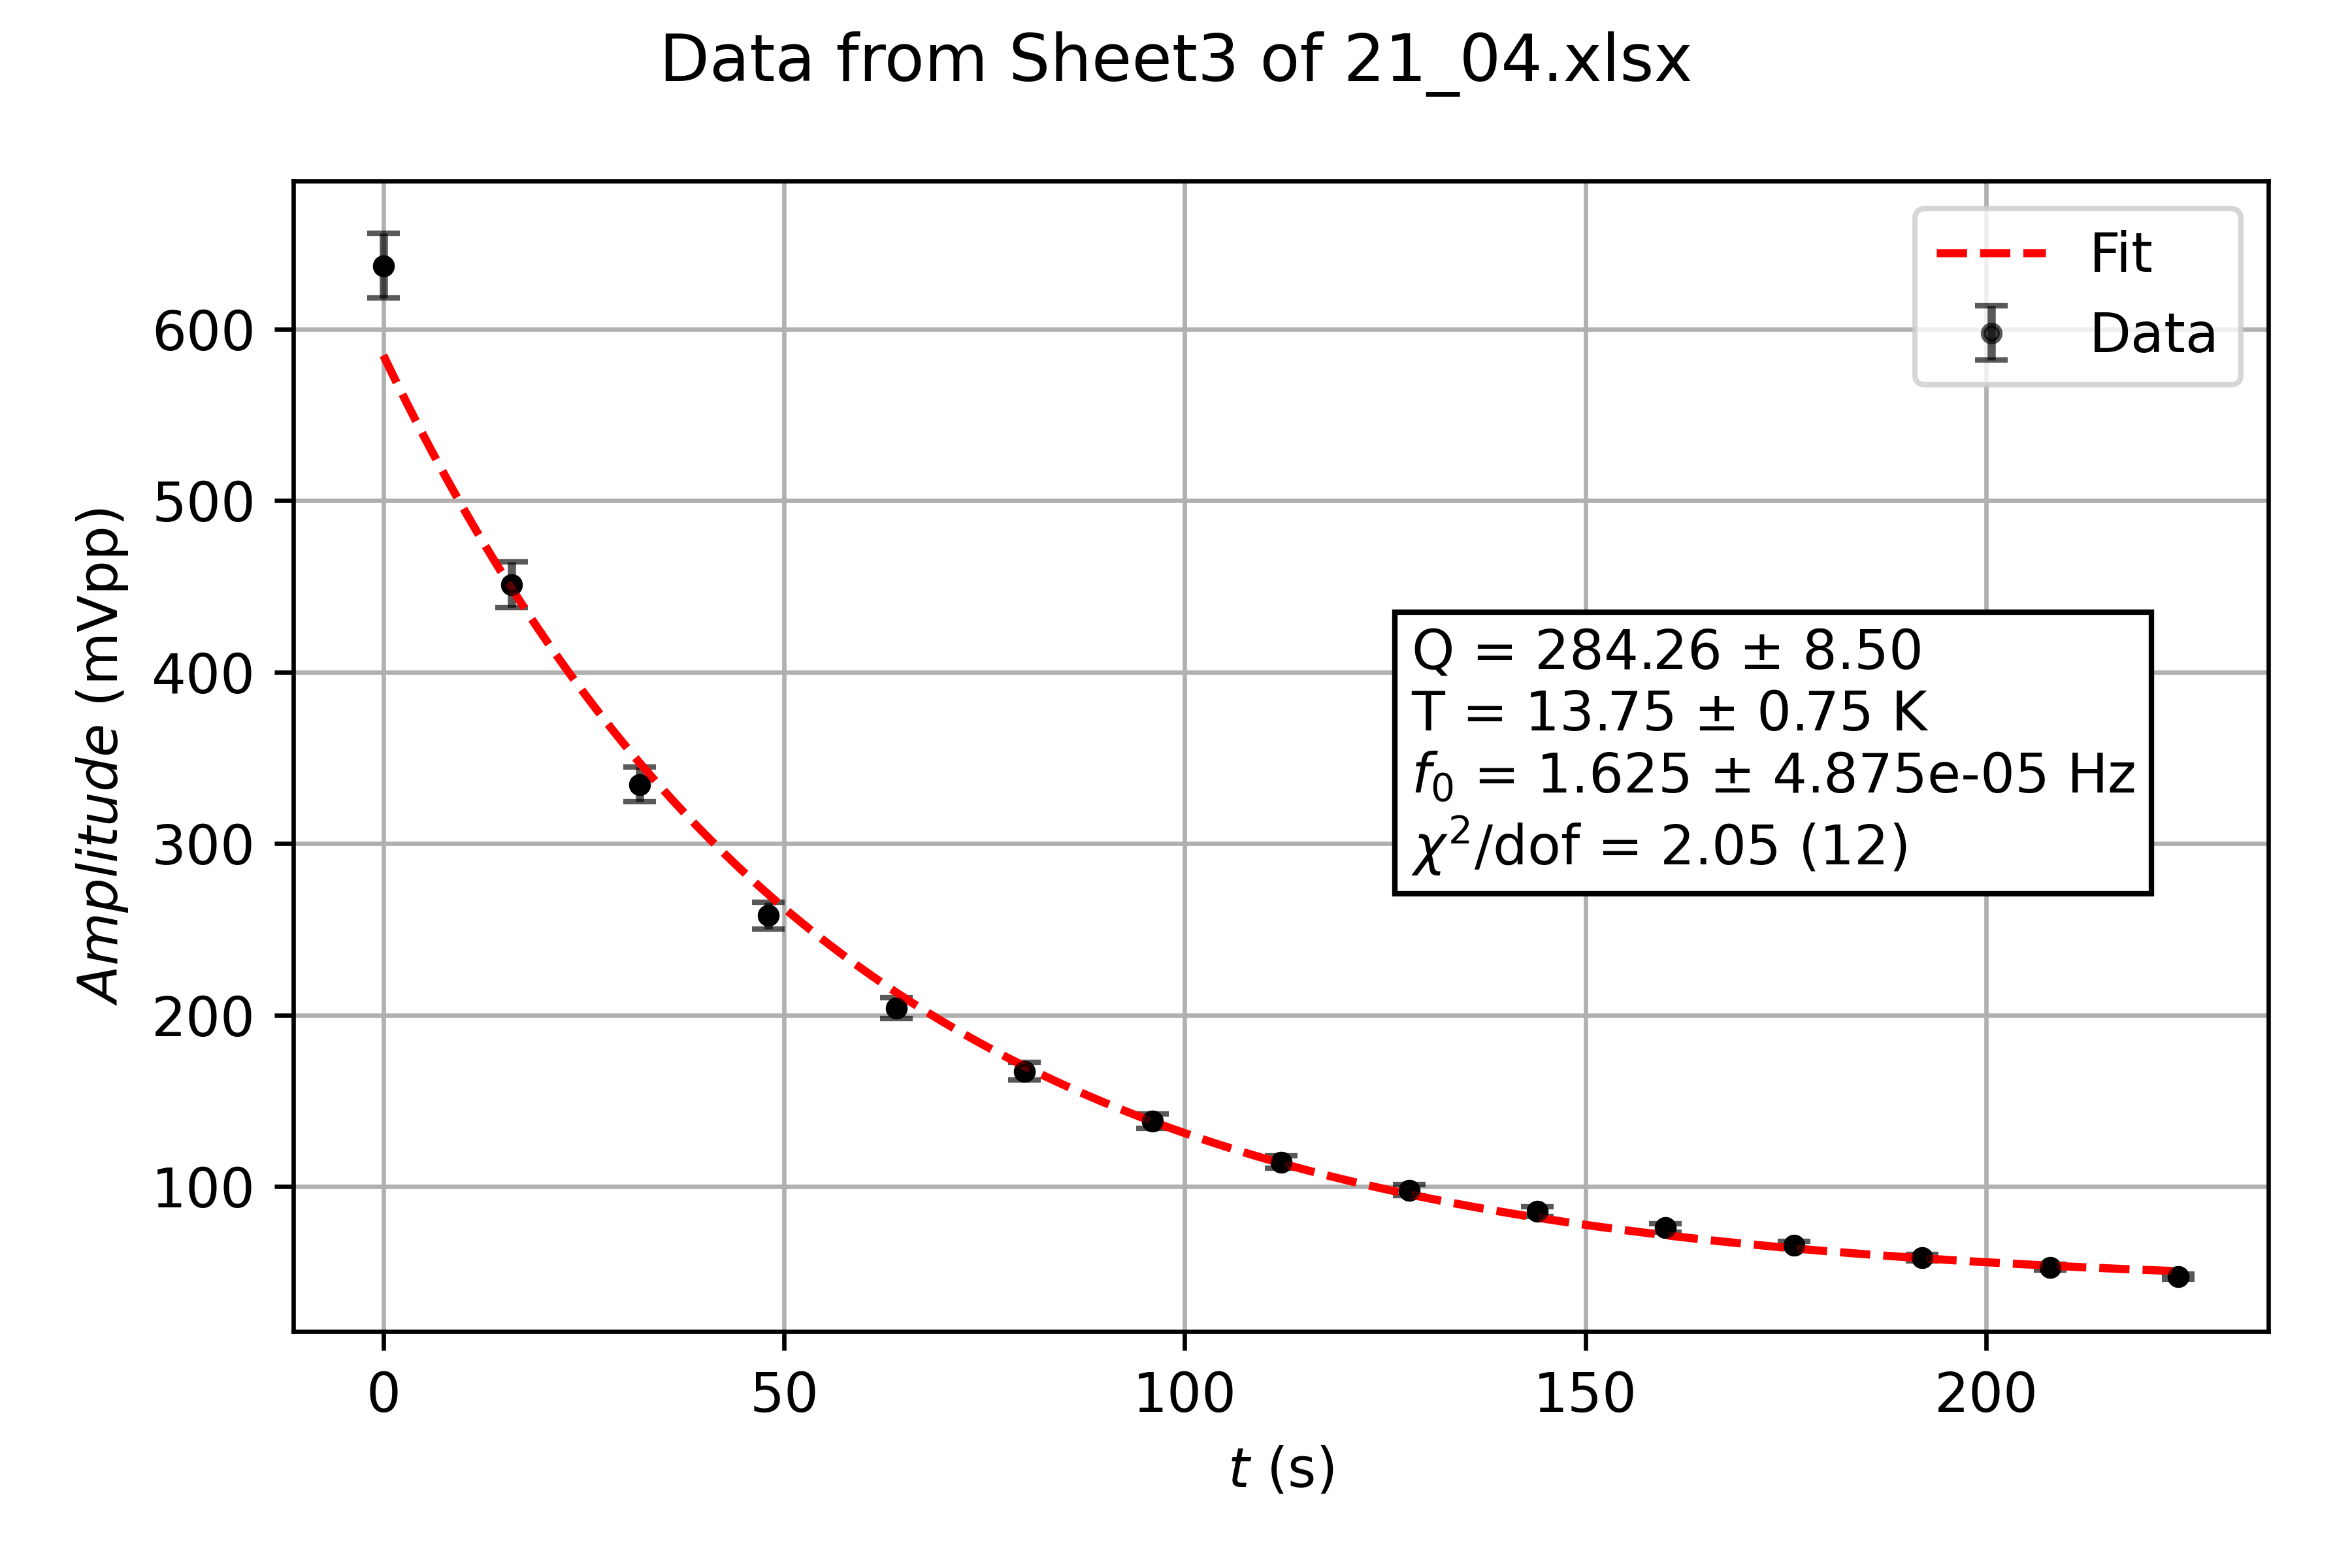 Data from Sheet3 of 21_04.xlsx
Amplitude (mVpp)
600
500
400
300
200
100
Fit
Data
Q = 284.26 ± 8.50
T = 13.75 ± 0.75 K
f₀ = 1.625 ± 4.875e-05 Hz
χ²/dof = 2.05 (12)
0 50 100 150 200
t (s)